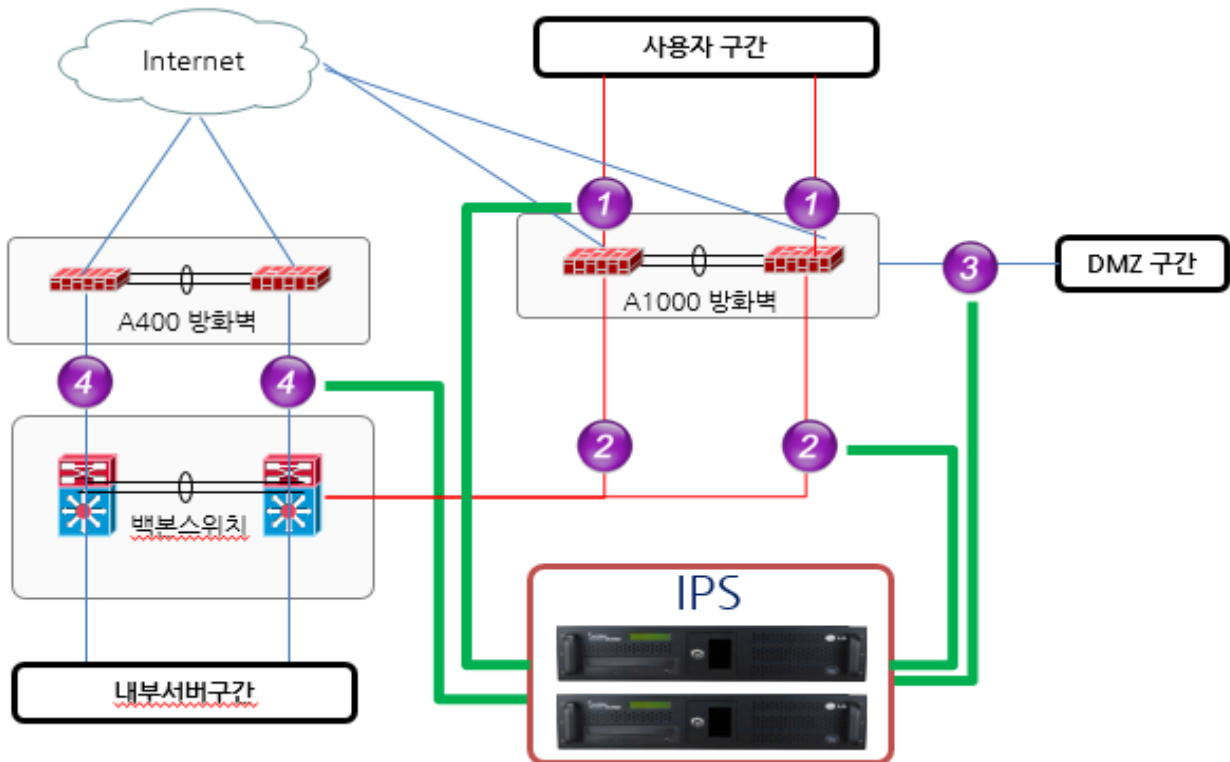 Internet
사용자 구간
1
1
A400 방화벽
A1000 방화벽
3
DMZ 구간
4
4
2
2
백본스위치
IPS
내부서버구간